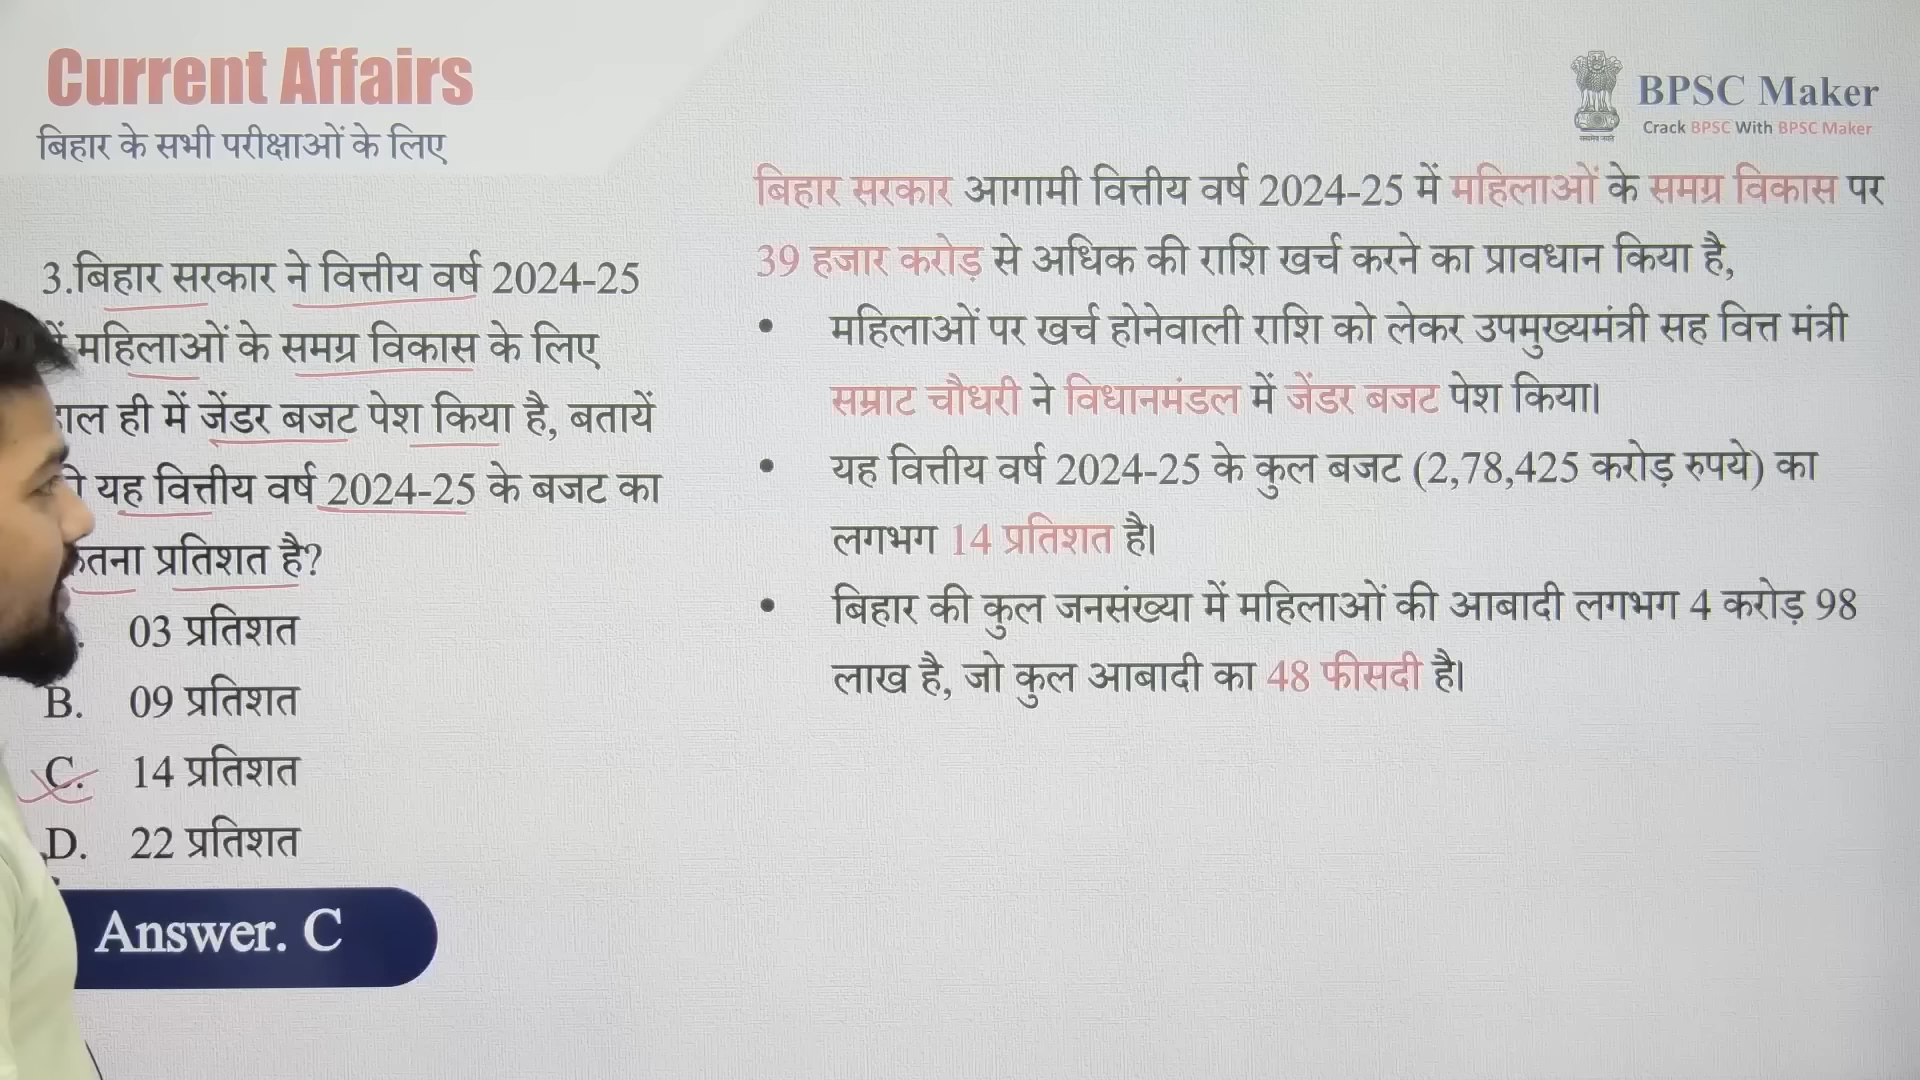 Current Affairs
बिहार के सभी परीक्षाओं के लिए
BPSC Maker
Crack BPSC With BPSC Maker
3.बिहार सरकार ने वित्तीय वर्ष 2024-25
महिलाओं के समग्र विकास के लिए
ही में जेंडर बजट पेश किया है, बतायें
यह वित्तीय वर्ष 2024-25 के बजट का
प्रतिशत है?
03 प्रतिशत
B. 09 प्रतिशत
C. 14 प्रतिशत
D. 22 प्रतिशत
Answer. C
बिहार सरकार आगामी वित्तीय वर्ष 2024-25 में महिलाओं के समग्र विकास पर
39 हजार करोड़ से अधिक की राशि खर्च करने का प्रावधान किया है,
• महिलाओं पर खर्च होनेवाली राशि को लेकर उपमुख्यमंत्री सह वित्त मंत्री
सम्राट चौधरी ने विधानमंडल में जेंडर बजट पेश किया।
• यह वित्तीय वर्ष 2024-25 के कुल बजट (2,78,425 करोड़ रुपये) का
लगभग 14 प्रतिशत है।
• बिहार की कुल जनसंख्या में महिलाओं की आबादी लगभग 4 करोड़ 98
लाख है, जो कुल आबादी का 48 फीसदी है।